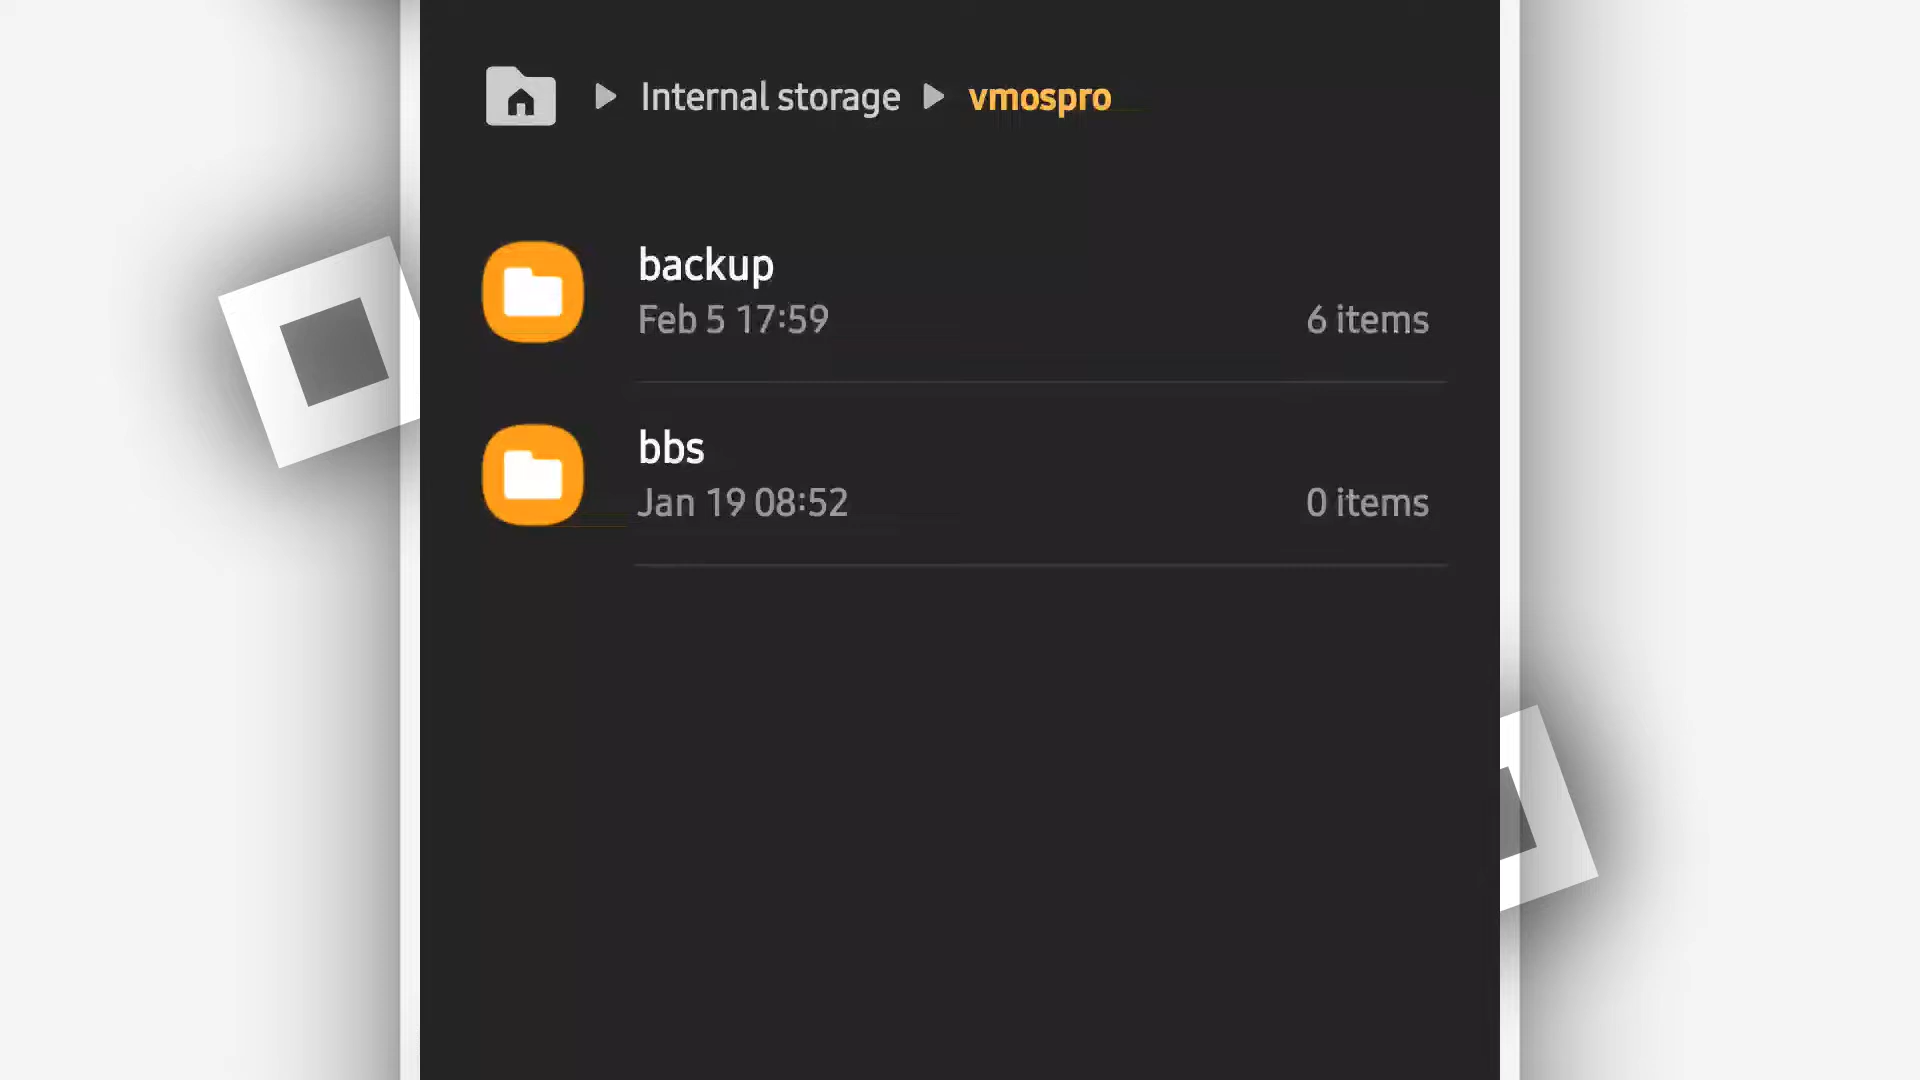 Internal storage vmospro
backup
Feb 5 17:59 6 items
bbs
Jan 19 08:52 0 items